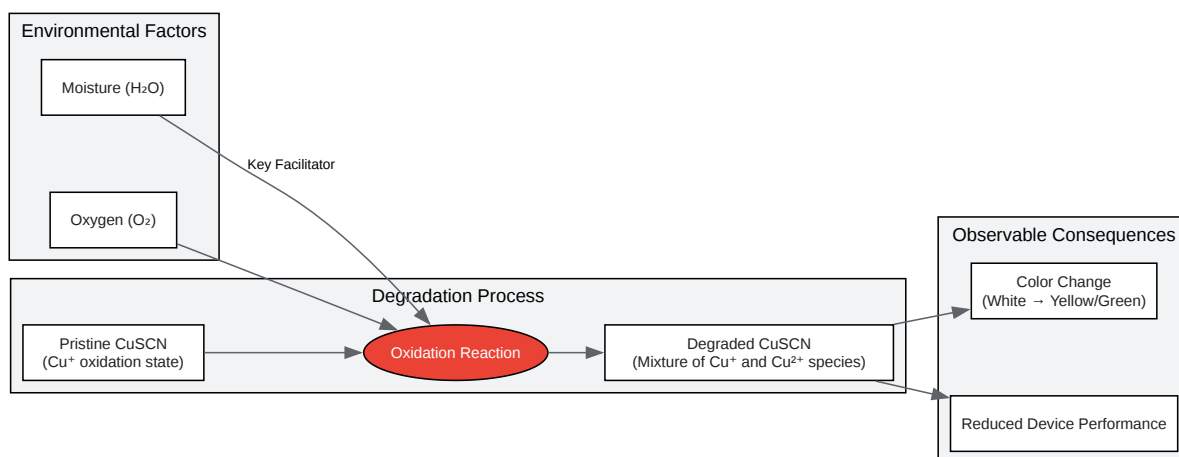 Environmental Factors
Moisture (H₂O)
Key Facilitator
Oxygen (O₂)
Degradation Process
Pristine CuSCN
(Cu⁺ oxidation state)
Oxidation Reaction
Degraded CuSCN
(Mixture of Cu⁺ and Cu²⁺ species)
Observable Consequences
Color Change
(White → Yellow/Green)
Reduced Device Performance